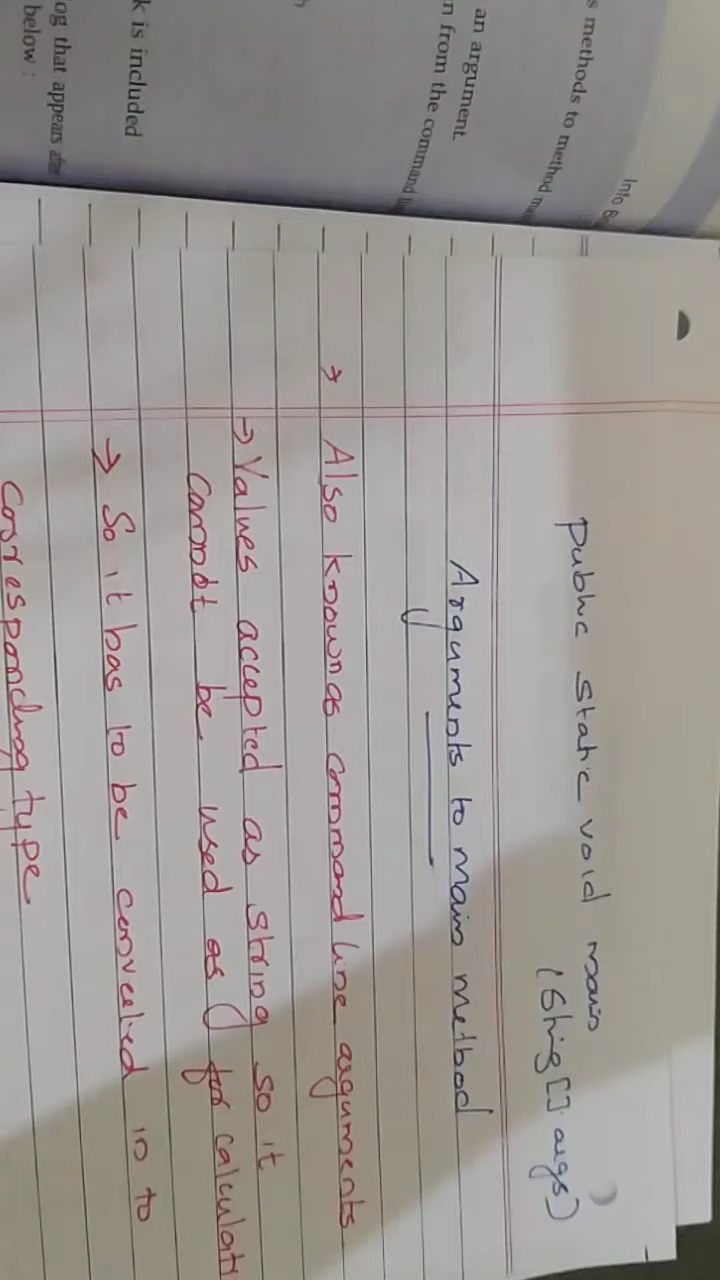 s methods to method
Info
an argument
n from the command
k is included
og that appears
below :
public static void main
(String[] args)
Arguments to main method
→ Also known as command line arguments
→ Values accepted as string so it
cannot be used as for calculati
→ So it has to be converted in to
corresponding type